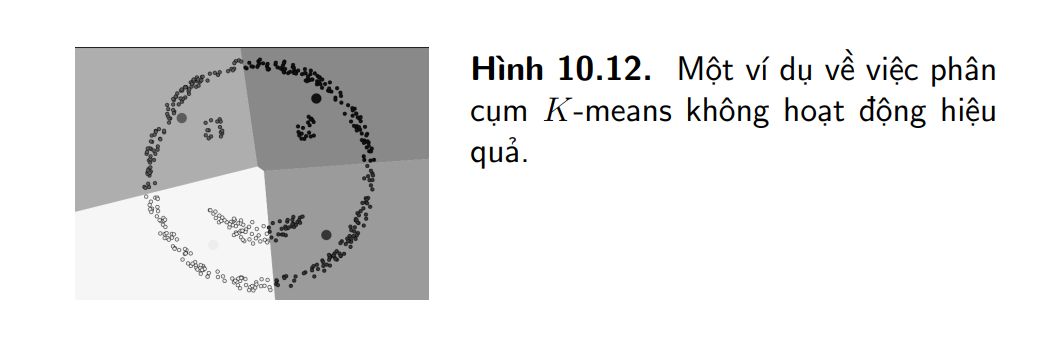 Hình 10.12. Một ví dụ về việc phân
cụm K-means không hoạt động hiệu
quả.